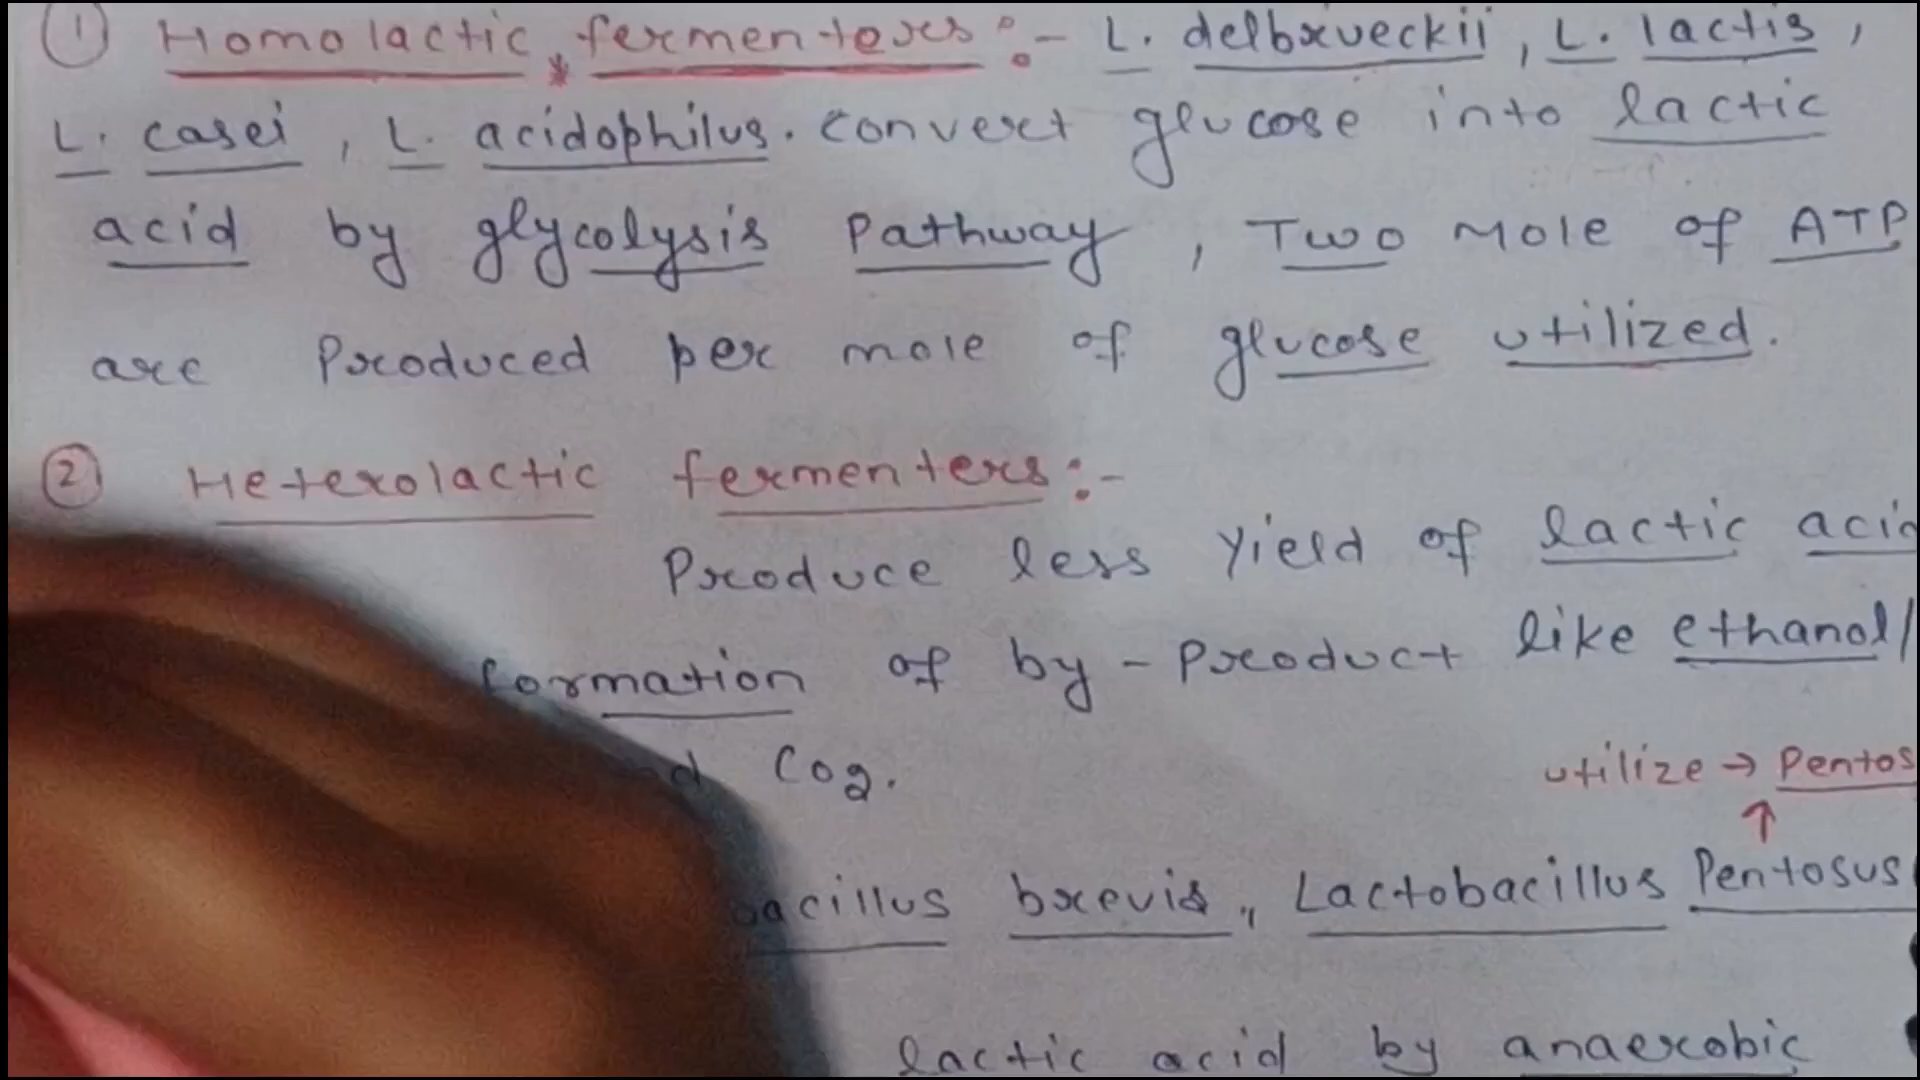 ① Homolactic fermenters :- L. delbrueckii, L. lactis,
L. casei, L. acidophilus. convert glucose into lactic
acid by glycolysis Pathway, Two Mole of ATP
are Produced per mole of glucose utilized.
② Heterolactic fermenters :-
Produce less Yield of lactic
formation of by-Product like ethanol/
CO2.
utilize →
↑
brevis, Lactobacillus Pentosus
lactic acid by anaerobic